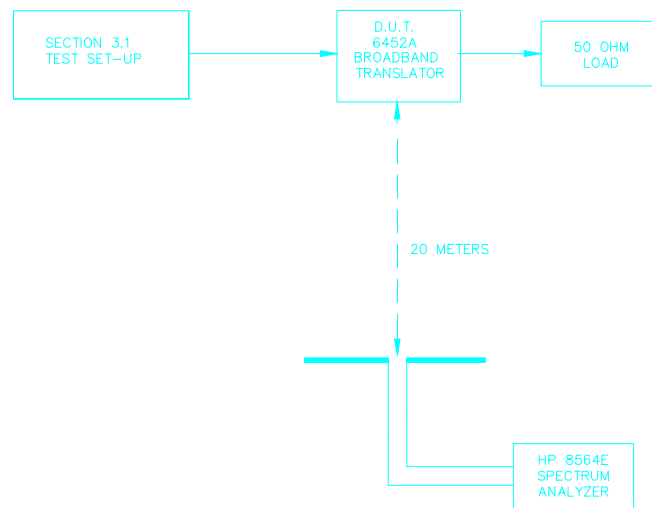 SECTION 3.1
TEST SET-UP
D.U.T.
6452A
BROADBAND
TRANSLATOR
50 OHM
LOAD
20 METERS
HP 8564E
SPECTRUM
ANALYZER